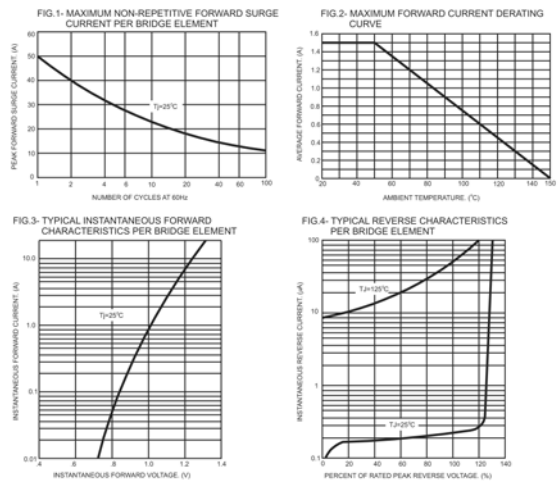 FIG.1- MAXIMUM NON-REPETITIVE FORWARD SURGE
CURRENT PER BRIDGE ELEMENT
PEAK FORWARD SURGE CURRENT. (A)
60
50
40
30
20
10
0
Tj=25°C
1 2 4 6 10 20 40 60 100
NUMBER OF CYCLES AT 60Hz
FIG.2- MAXIMUM FORWARD CURRENT DERATING
CURVE
AVERAGE FORWARD CURRENT. (A)
1.6
1.4
1.2
1.0
0.8
0.6
0.4
0.2
0
20 40 60 80 100 120 140 150
AMBIENT TEMPERATURE. (°C)
FIG.3- TYPICAL INSTANTANEOUS FORWARD
CHARACTERISTICS PER BRIDGE ELEMENT
INSTANTANEOUS FORWARD CURRENT. (A)
10.0
1.0
0.1
0.01
Tj=25°C
.4 .6 .8 1.0 1.2 1.4
INSTANTANEOUS FORWARD VOLTAGE. (V)
FIG.4- TYPICAL REVERSE CHARACTERISTICS
PER BRIDGE ELEMENT
INSTANTANEOUS REVERSE CURRENT. (uA)
100
10
1
0.1
TJ=125°C
TJ=25°C
0 20 40 60 80 100 120 140
PERCENT OF RATED PEAK REVERSE VOLTAGE. (%)